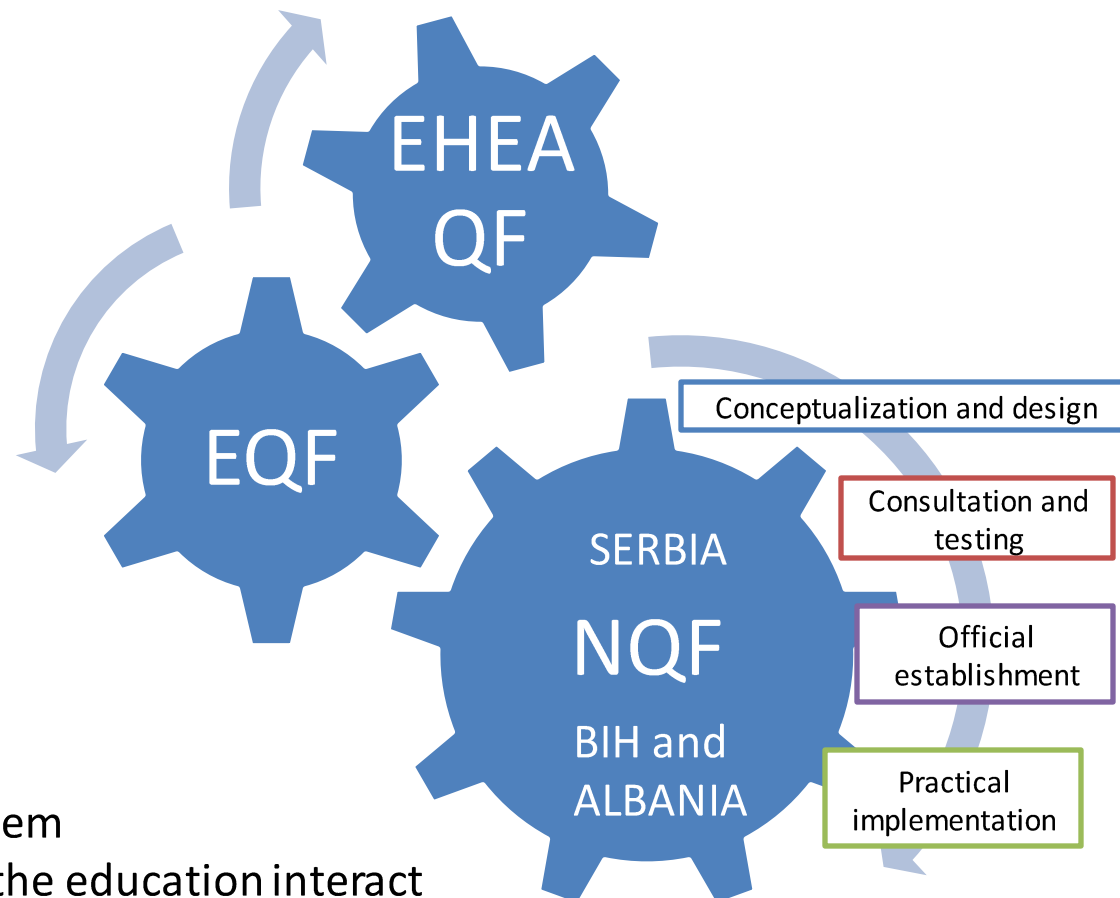 EHEA
QF
EQF
Conceptualization and design
Consultation and
testing
SERBIA
NQF
BIH and
ALBANIA
Official
establishment
Practical
implementation
em
the education interact